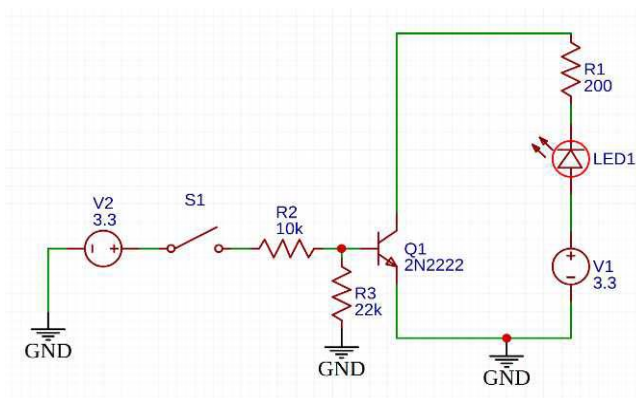 R1
200
LED1
V2
3.3
S1
R2
10k
Q1
2N2222
V1
3.3
R3
22k
GND
GND
GND